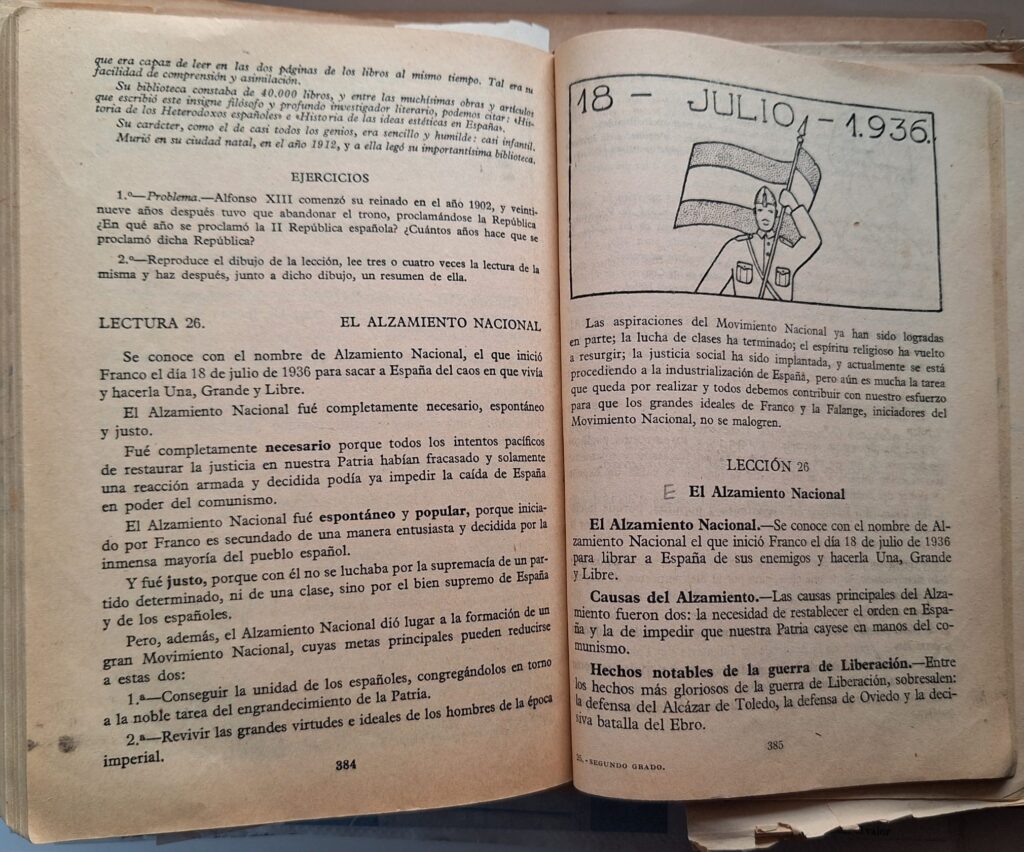 que era capaz de leer en las dos páginas de los libros al mismo tiempo. Tal era su
facilidad de comprensión y asimilación.
Su biblioteca constaba de 40.000 libros, y entre las muchísimas obras y artículos
que escribió este insigne filósofo y profundo investigador literario, podemos citar: «His-
toria de los Heterodoxos españoles» e «Historia de las ideas estéticas en España».
Su carácter, como el de casi todos los genios, era sencillo y humilde: casi infantil.
Murió en su ciudad natal, en el año 1912, y a ella legó su importantísima biblioteca.
EJERCICIOS
1.º—Problema.—Alfonso XIII comenzó su reinado en el año 1902, y veinti-
nueve años después tuvo que abandonar el trono, proclamándose la República
¿En qué año se proclamó la II República española? ¿Cuántos años hace que se
proclamó dicha República?
2.º—Reproduce el dibujo de la lección, lee tres o cuatro veces la lectura de la
misma y haz después, junto a dicho dibujo, un resumen de ella.
LECTURA 26. EL ALZAMIENTO NACIONAL
Se conoce con el nombre de Alzamiento Nacional, el que inició
Franco el día 18 de julio de 1936 para sacar a España del caos en que vivía
y hacerla Una, Grande y Libre.
El Alzamiento Nacional fué completamente necesario, espontáneo
y justo.
Fué completamente necesario porque todos los intentos pacíficos
de restaurar la justicia en nuestra Patria habían fracasado y solamente
una reacción armada y decidida podía ya impedir la caída de España
en poder del comunismo.
El Alzamiento Nacional fué espontáneo y popular, porque inicia-
do por Franco es secundado de una manera entusiasta y decidida por la
inmensa mayoría del pueblo español.
Y fué justo, porque con él no se luchaba por la supremacía de un par-
tido determinado, ni de una clase, sino por el bien supremo de España
y de los españoles.
Pero, además, el Alzamiento Nacional dió lugar a la formación de un
gran Movimiento Nacional, cuyas metas principales pueden reducirse
a estas dos:
1.ª—Conseguir la unidad de los españoles, congregándolos en torno
a la noble tarea del engrandecimiento de la Patria.
2.ª—Revivir las grandes virtudes e ideales de los hombres de la época
imperial.
384
18 - JULIO - 1.936.
Las aspiraciones del Movimiento Nacional ya han sido logradas
en parte; la lucha de clases ha terminado; el espíritu religioso ha vuelto
a resurgir; la justicia social ha sido implantada, y actualmente se está
procediendo a la industrialización de España, pero aún es mucha la tarea
que queda por realizar y todos debemos contribuir con nuestro esfuerzo
para que los grandes ideales de Franco y la Falange, iniciadores del
Movimiento Nacional, no se malogren.
LECCIÓN 26
E El Alzamiento Nacional
El Alzamiento Nacional.—Se conoce con el nombre de Al-
zamiento Nacional el que inició Franco el día 18 de julio de 1936
para librar a España de sus enemigos y hacerla Una, Grande
y Libre.
Causas del Alzamiento.—Las causas principales del Alza-
miento fueron dos: la necesidad de restablecer el orden en Espa-
ña y la de impedir que nuestra Patria cayese en manos del co-
munismo.
Hechos notables de la guerra de Liberación.—Entre
los hechos más gloriosos de la guerra de Liberación, sobresalen:
la defensa del Alcázar de Toledo, la defensa de Oviedo y la deci-
siva batalla del Ebro.
385
25.-SEGUNDO GRADO.